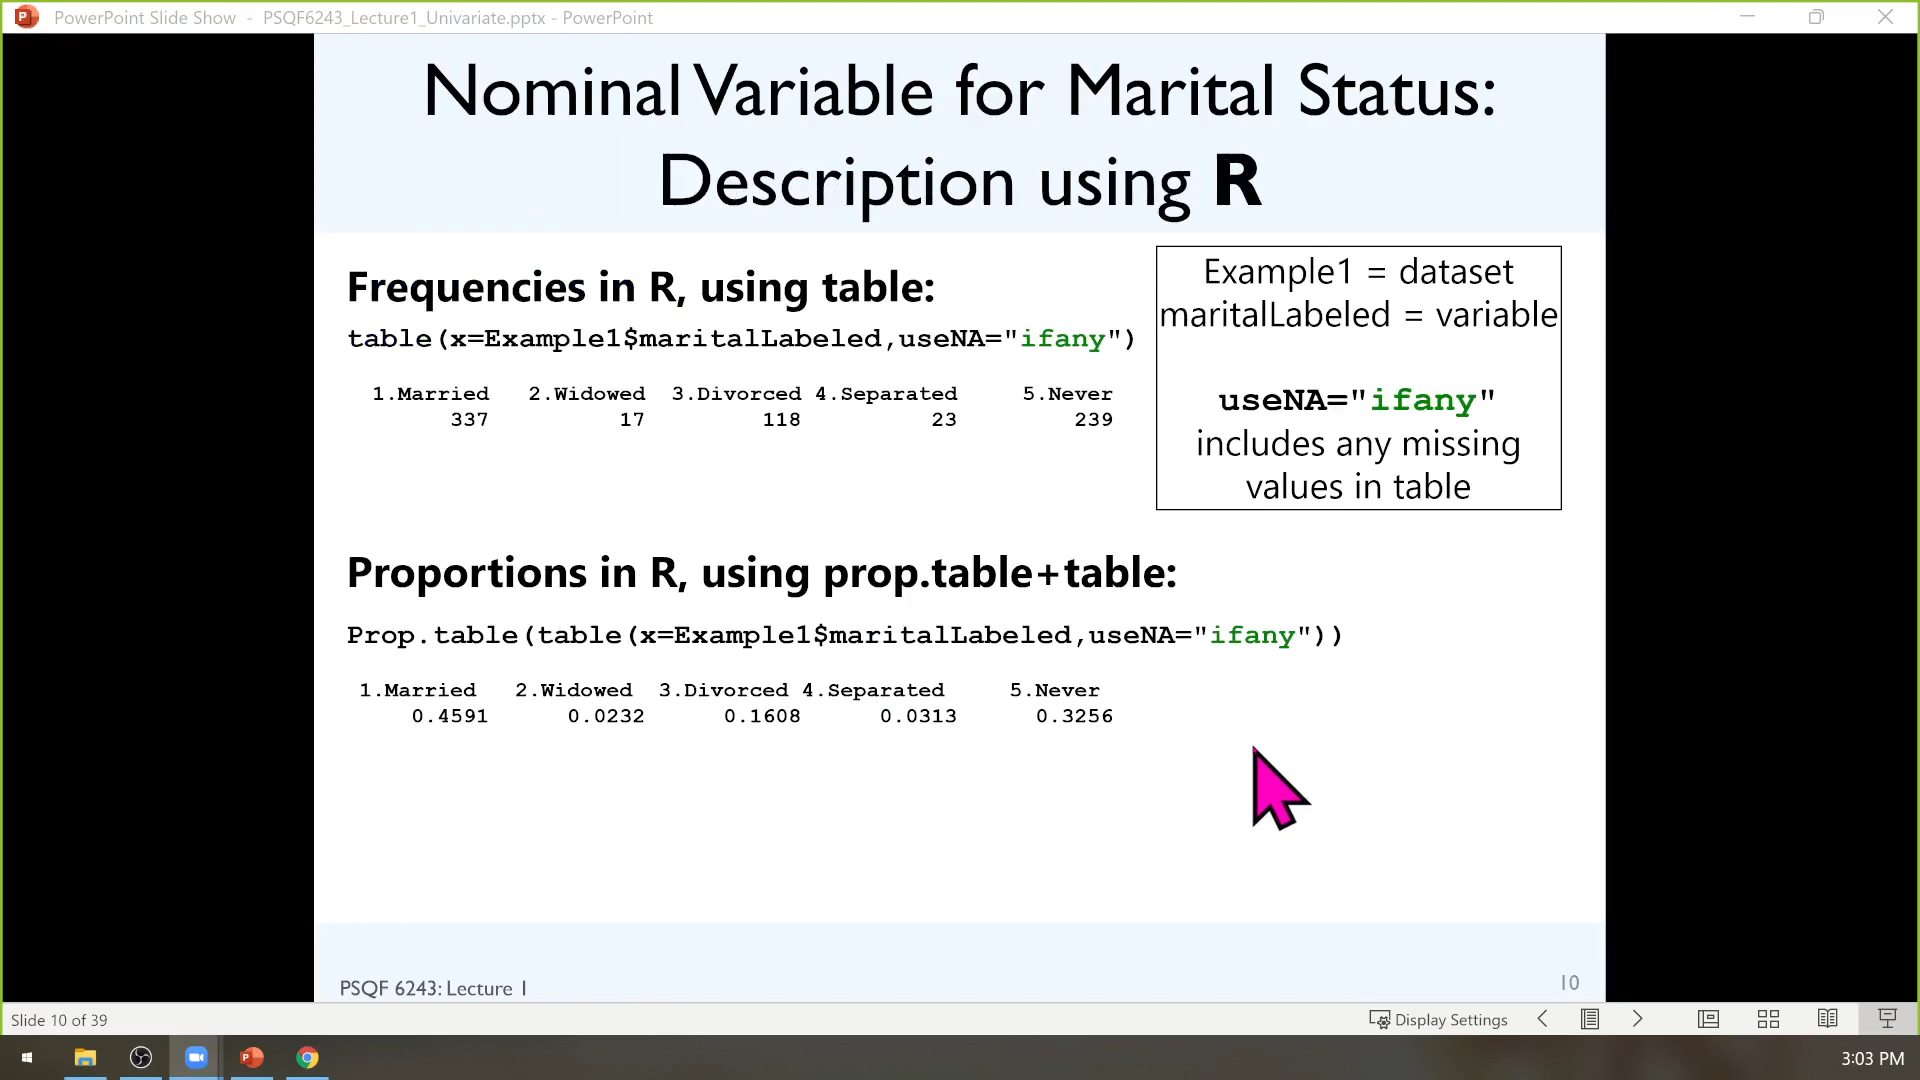 PowerPoint Slide Show - PSQF6243_Lecture1_Univariate.pptx - PowerPoint
Nominal Variable for Marital Status:
Description using R
Frequencies in R, using table:
table(x=Example1$maritalLabeled,useNA="ifany")
1.Married 2.Widowed 3.Divorced 4.Separated 5.Never
337 17 118 23 239
Example1 = dataset
maritalLabeled = variable
useNA="ifany"
includes any missing
values in table
Proportions in R, using prop.table+table:
Prop.table(table(x=Example1$maritalLabeled,useNA="ifany"))
1.Married 2.Widowed 3.Divorced 4.Separated 5.Never
0.4591 0.0232 0.1608 0.0313 0.3256
PSQF 6243: Lecture 1
10
Slide 10 of 39
Display Settings
3:03 PM